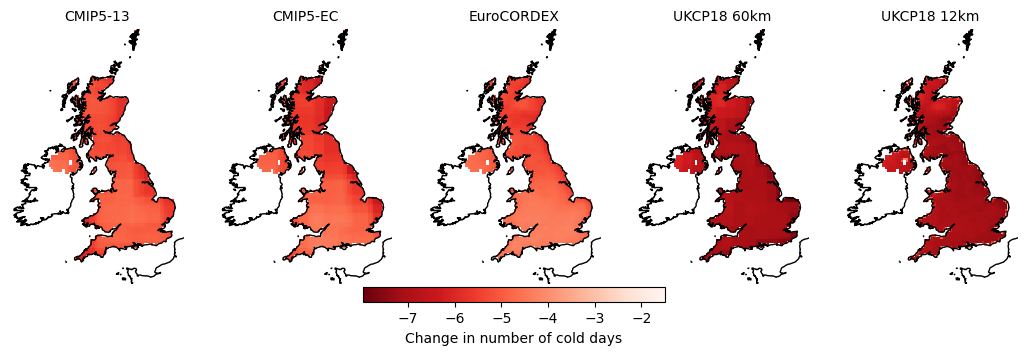 CMIP5-13 CMIP5-EC EuroCORDEX UKCP18 60km UKCP18 12km
−7 −6 −5 −4 −3 −2
Change in number of cold days